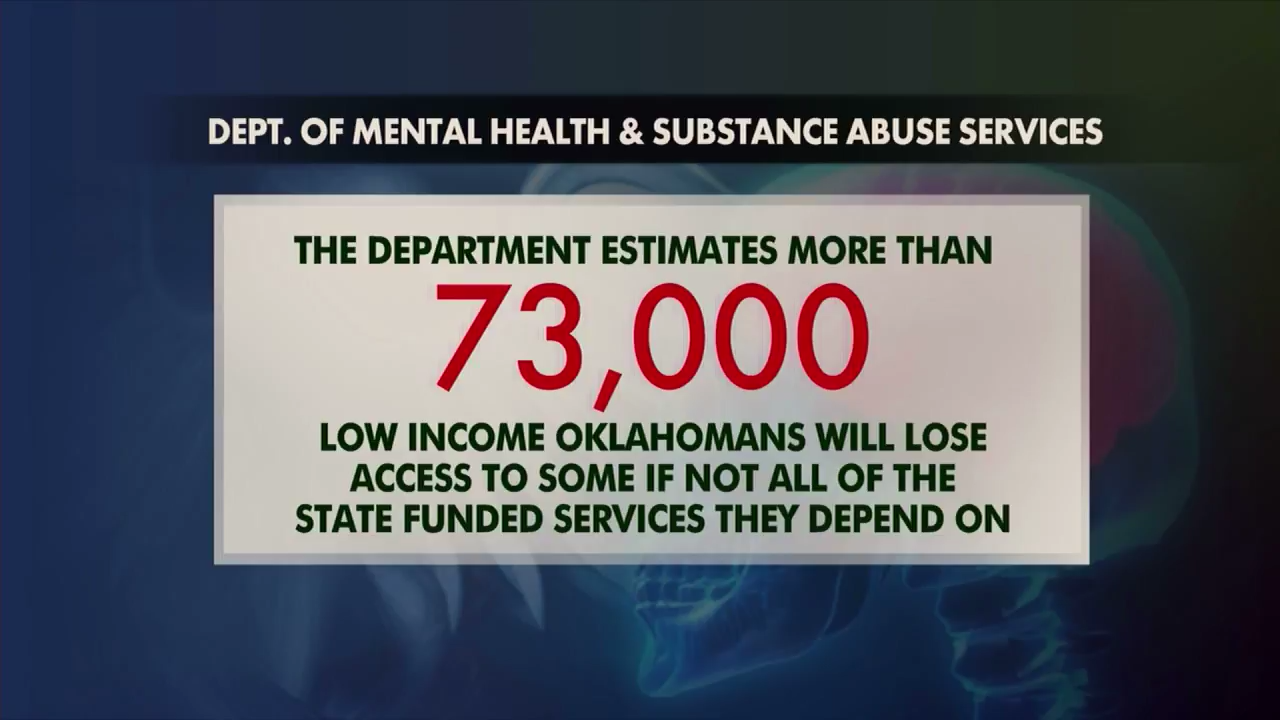 DEPT. OF MENTAL HEALTH & SUBSTANCE ABUSE SERVICES
THE DEPARTMENT ESTIMATES MORE THAN
73,000
LOW INCOME OKLAHOMANS WILL LOSE
ACCESS TO SOME IF NOT ALL OF THE
STATE FUNDED SERVICES THEY DEPEND ON